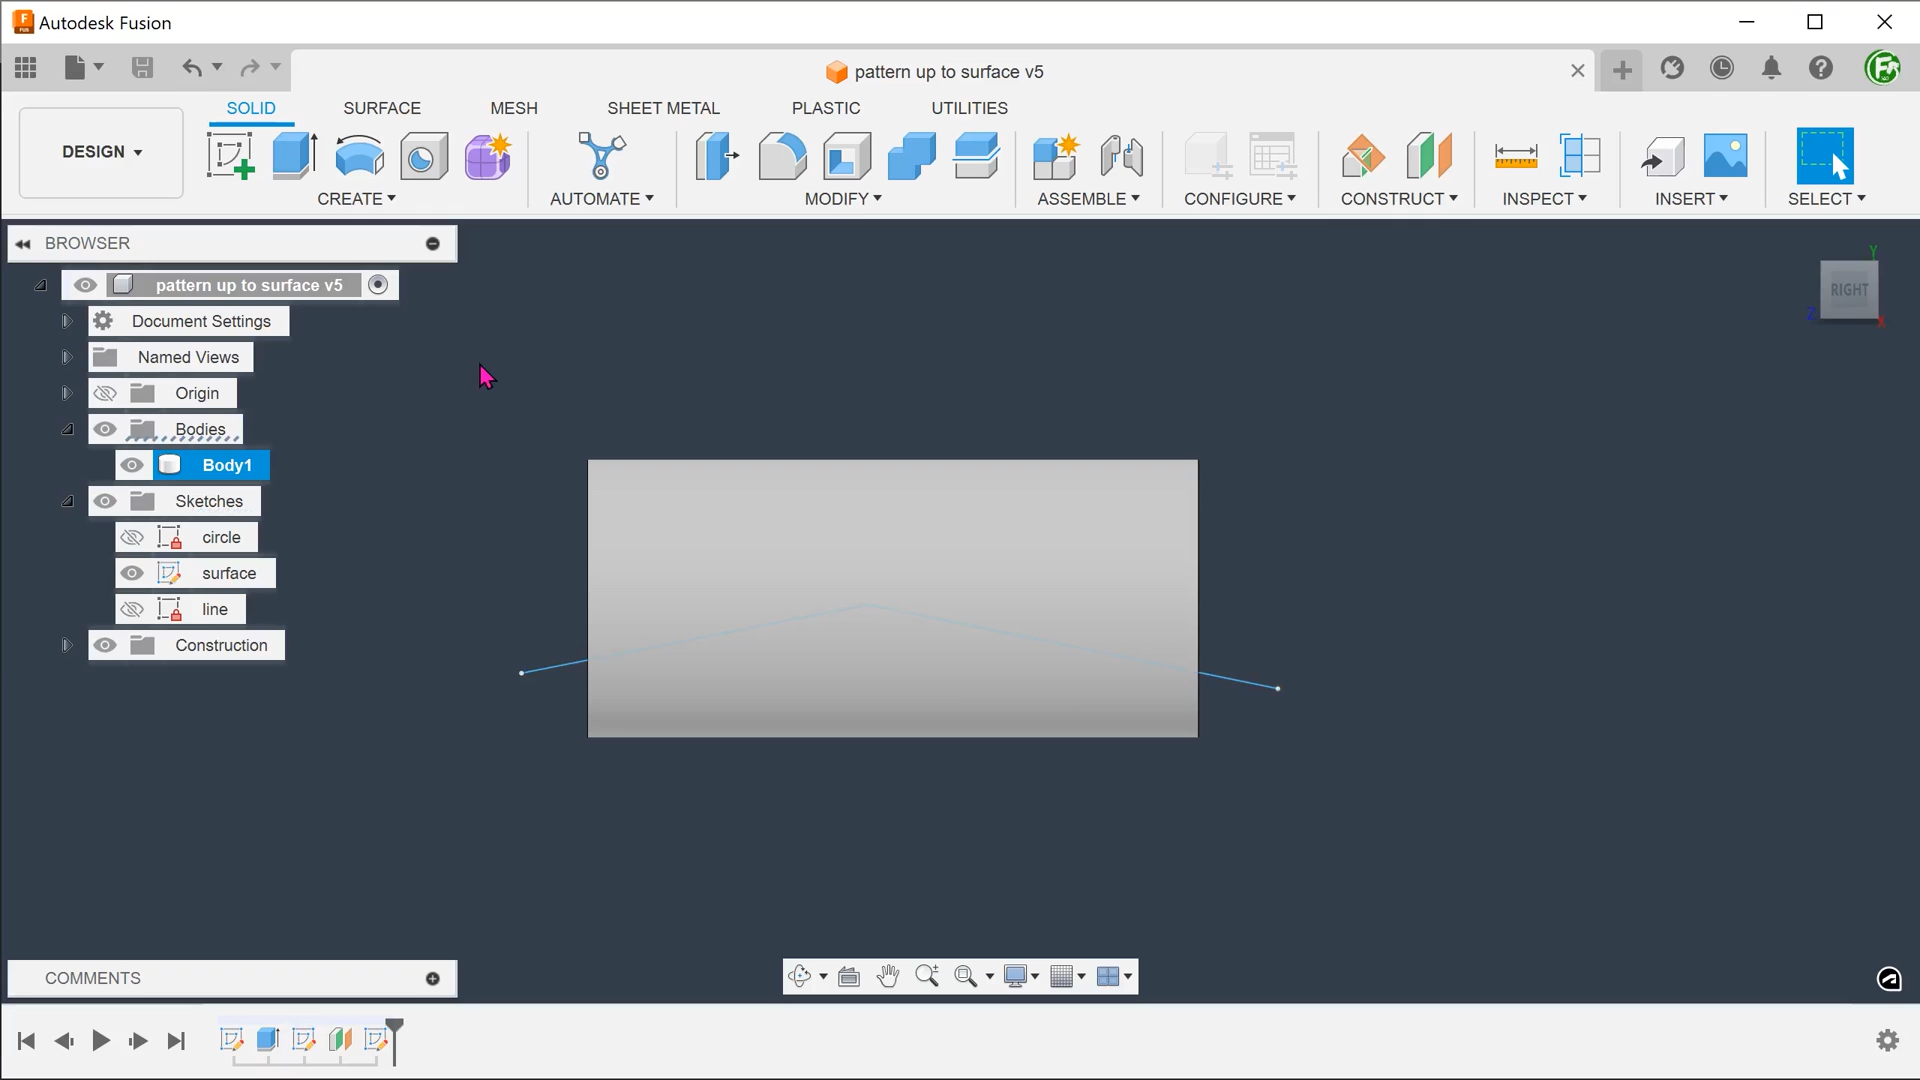 Autodesk Fusion
pattern up to surface v5
SOLID SURFACE MESH SHEET METAL PLASTIC UTILITIES
DESIGN
CREATE AUTOMATE MODIFY ASSEMBLE CONFIGURE CONSTRUCT INSPECT INSERT SELECT
BROWSER
pattern up to surface v5
Document Settings
Named Views
Origin
Bodies
Body1
Sketches
circle
surface
line
Construction
Y
RIGHT
Z X
COMMENTS